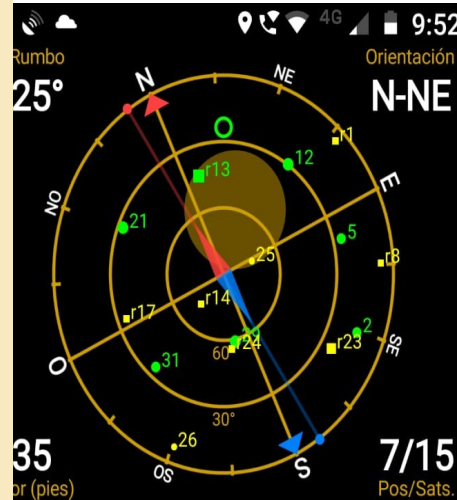 4G 9:52
Rumbo Orientación
25° N-NE
N
NE
r1
O
12
r13
E
NO
21
5
25
r8
r14
r17
r24
60°
2
r23
SE
O
31
30°
26
SO
S
35 7/15
or (pies) Pos/Sats.